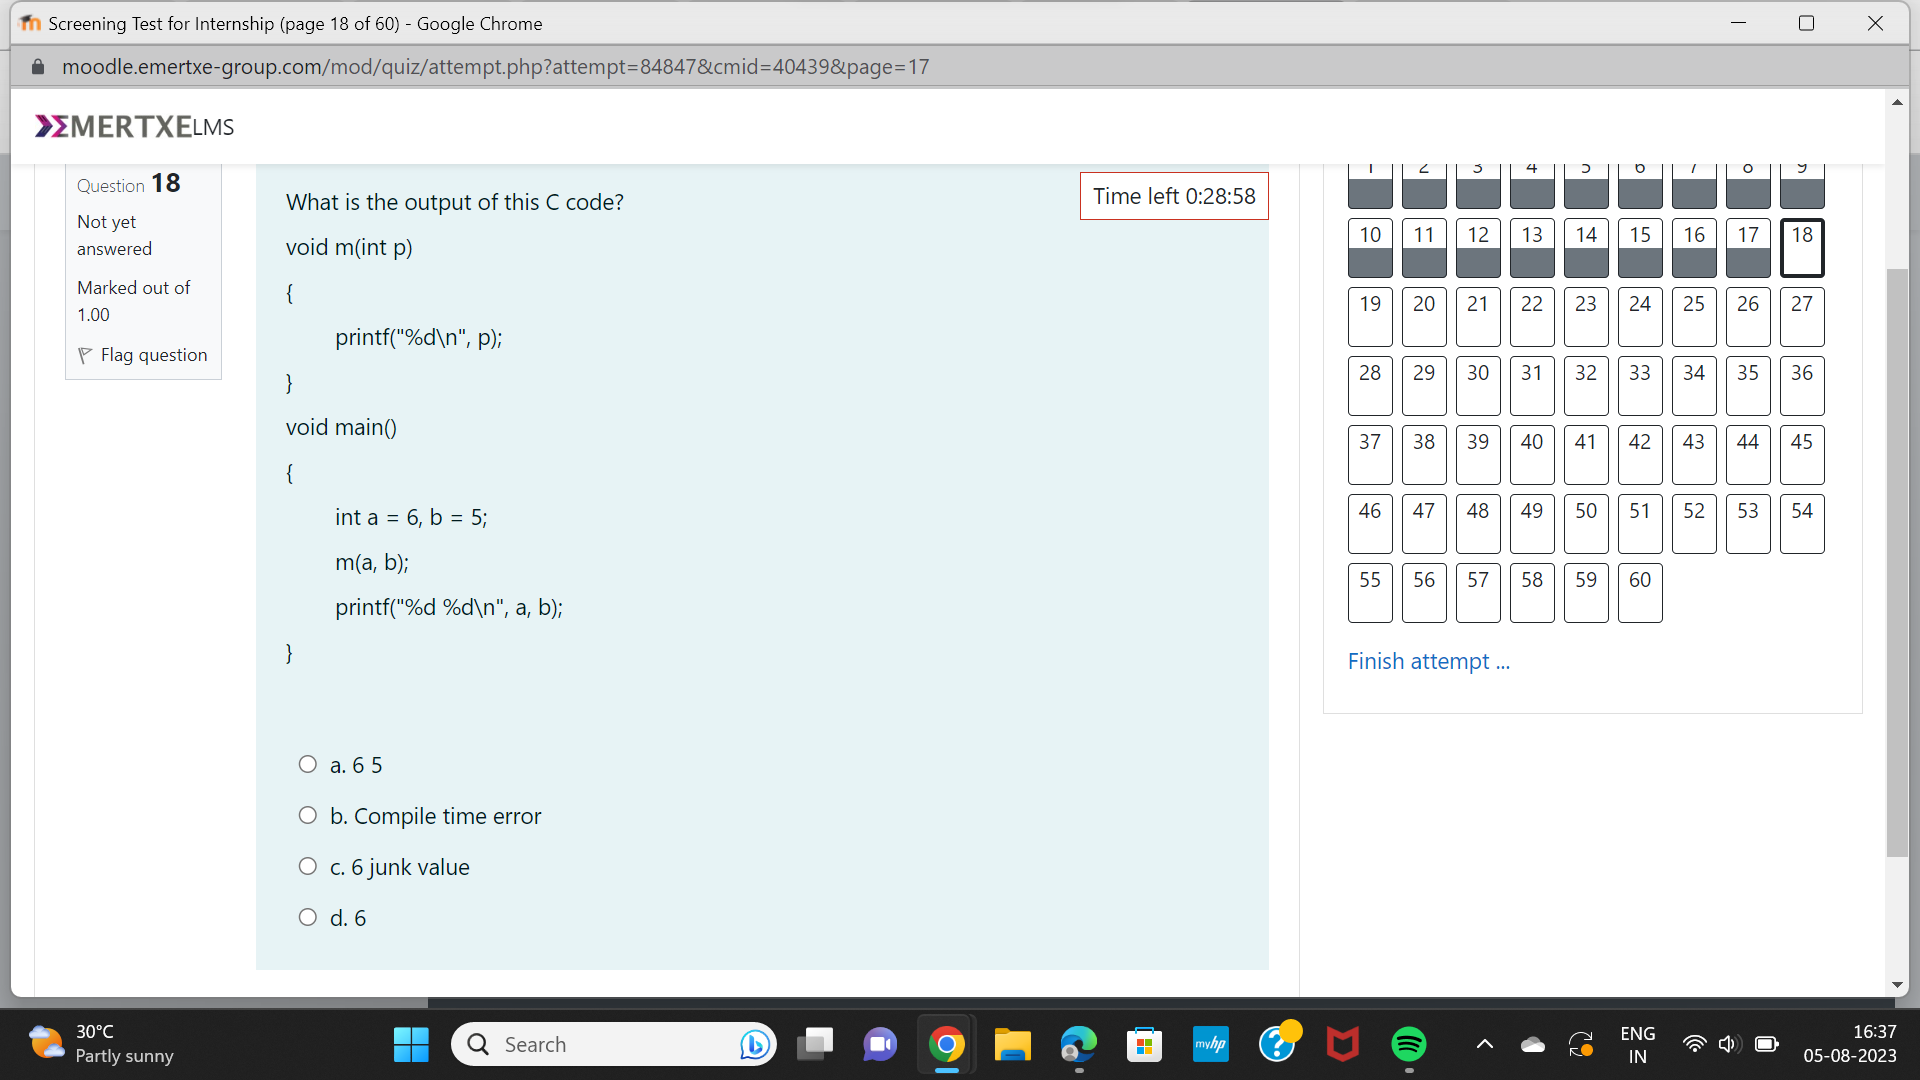 Screening Test for Internship (page 18 of 60) - Google Chrome
moodle.emertxe-group.com/mod/quiz/attempt.php?attempt=84847&cmid=40439&page=17
EMERTXE LMS
Question 18
Not yet
answered
Marked out of
1.00
Flag question
Time left 0:28:58
What is the output of this C code?
void m(int p)
{
printf("%d\n", p);
}
void main()
{
int a = 6, b = 5;
m(a, b);
printf("%d %d\n", a, b);
}
a. 6 5
b. Compile time error
c. 6 junk value
d. 6
1 2 3 4 5 6 7 8 9
10 11 12 13 14 15 16 17 18
19 20 21 22 23 24 25 26 27
28 29 30 31 32 33 34 35 36
37 38 39 40 41 42 43 44 45
46 47 48 49 50 51 52 53 54
55 56 57 58 59 60
Finish attempt ...
30°C
Partly sunny
Search
myhp
ENG
IN
16:37
05-08-2023